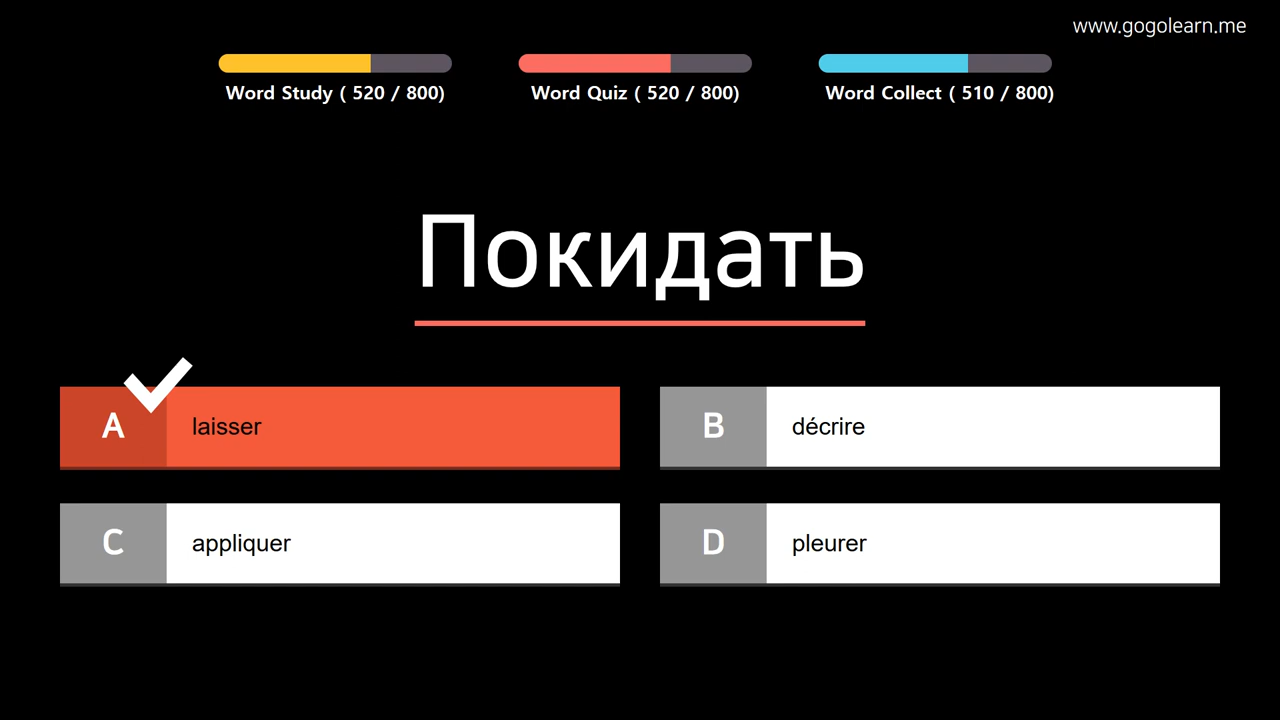 www.gogolearn.me
Word Study ( 520 / 800)
Word Quiz ( 520 / 800)
Word Collect ( 510 / 800)
Покидать
A laisser
B décrire
C appliquer
D pleurer